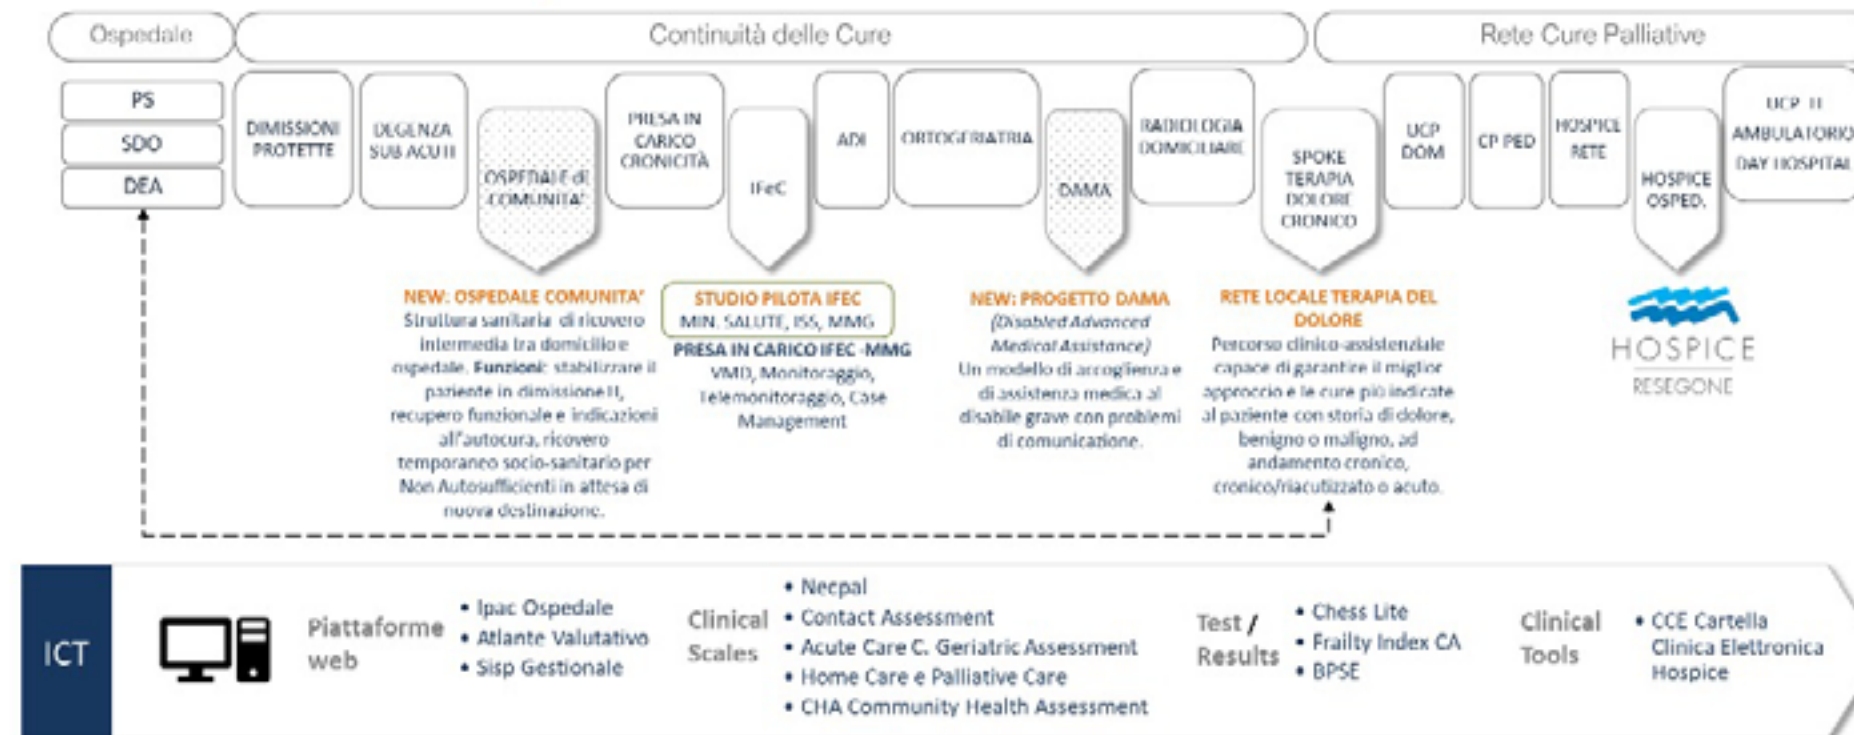 Ospedale
Continuità delle Cure
Rete Cure Palliative
PS
SDO
DEA
DIMISSIONI
PROTETTE
DEGENZA
SUB ACUTI
OSPEDALE di
COMUNITA'
PRESA IN
CARICO
CRONICITÀ
IFeC
ADI
ORTOGERIATRIA
DAMA
RADIOLOGIA
DOMICILIARE
SPOKE
TERAPIA
DOLORE
CRONICO
UCP
DOM
CP PED
HOSPICE
RETE
HOSPICE
OSPED.
UCP
AMBULATORIO
DAY HOSPITAL
NEW: OSPEDALE COMUNITA'
Struttura sanitaria di ricovero
intermedia tra domicilio e
ospedale. Funzioni: stabilizzare il
paziente in dimissione
recupero funzionale e indicazioni
all'autocura, ricovero
temporaneo socio-sanitario per
Non Autosufficienti in attesa di
nuova destinazione.
STUDIO PILOTA IFEC
MIN. SALUTE, ISS, MMG
PRESA IN CARICO IFEC -MMG
VMD, Monitoraggio,
Telemonitoraggio, Case
Management
NEW: PROGETTO DAMA
(Disabled Advanced
Medical Assistance)
Un modello di accoglienza e
di assistenza medica al
disabile grave con problemi
di comunicazione.
RETE LOCALE TERAPIA DEL
DOLORE
Percorso clinico-assistenziale
capace di garantire il miglior
approccio e le cure più indicate
al paziente con storia di dolore,
benigno o maligno, ad
andamento cronico,
cronico/riacutizzato o acuto.
HOSPICE
RESEGONE
ICT
Piattaforme
web
• Ipac Ospedale
• Atlante Valutativo
• Sisp Gestionale
Clinical
Scales
• Necpal
• Contact Assessment
• Acute Care C. Geriatric Assessment
• Home Care e Palliative Care
• CHA Community Health Assessment
Test /
Results
• Chess Lite
• Frailty Index CA
• BPSE
Clinical
Tools
• CCE Cartella
Clinica Elettronica
Hospice